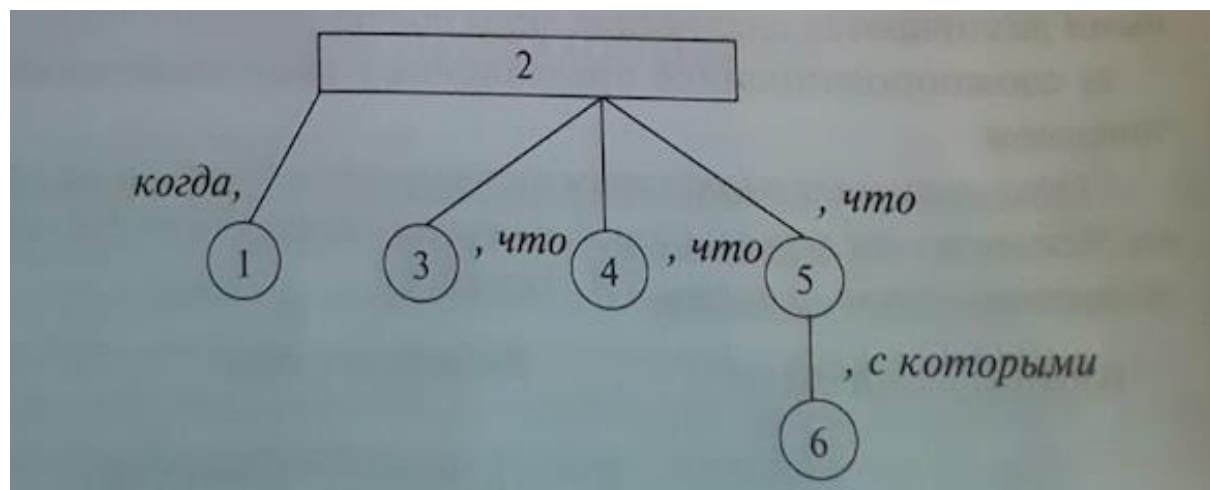 2
когда,
, что
1
3
, что
4
, что
5
, с которыми
6